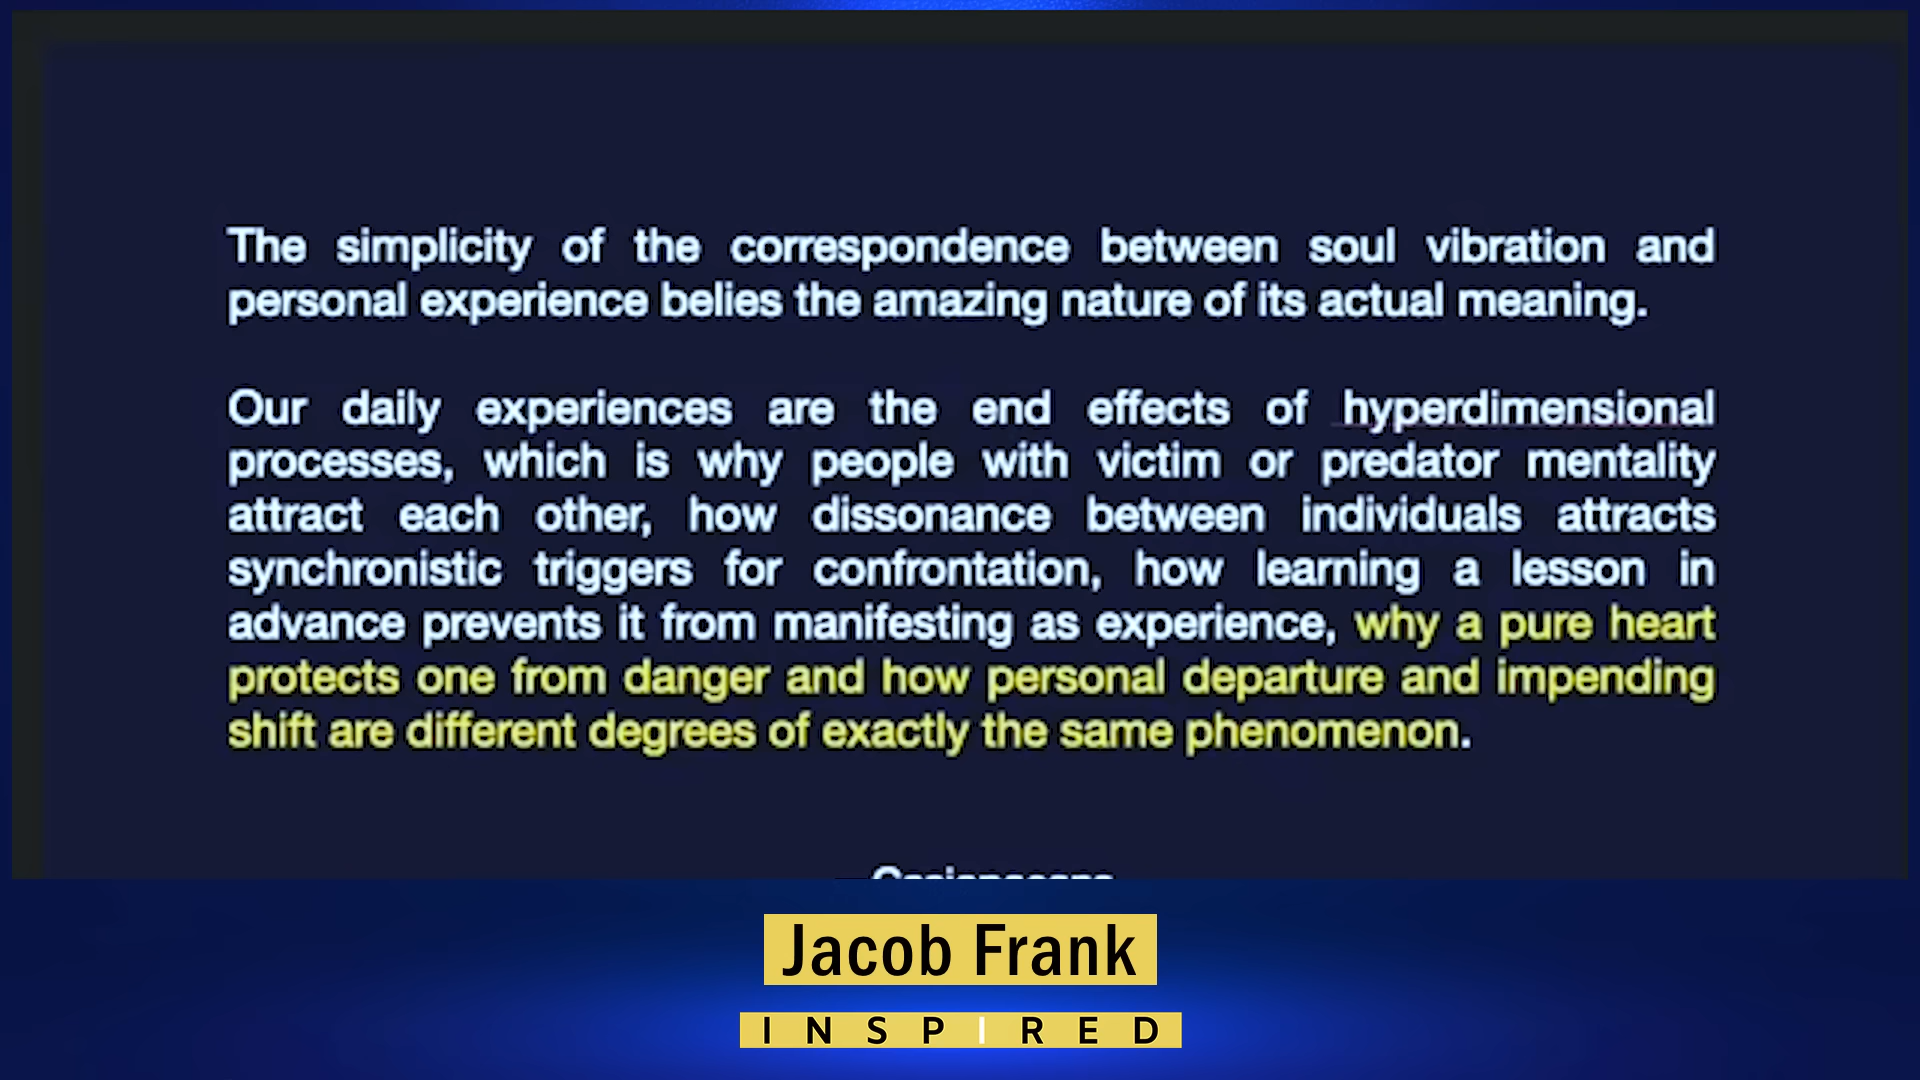 The simplicity of the correspondence between soul vibration and
personal experience belies the amazing nature of its actual meaning.
Our daily experiences are the end effects of hyperdimensional
processes, which is why people with victim or predator mentality
attract each other, how dissonance between individuals attracts
synchronistic triggers for confrontation, how learning a lesson in
advance prevents it from manifesting as experience, why a pure heart
protects one from danger and how personal departure and impending
shift are different degrees of exactly the same phenomenon.
Jacob Frank
INSPIRED